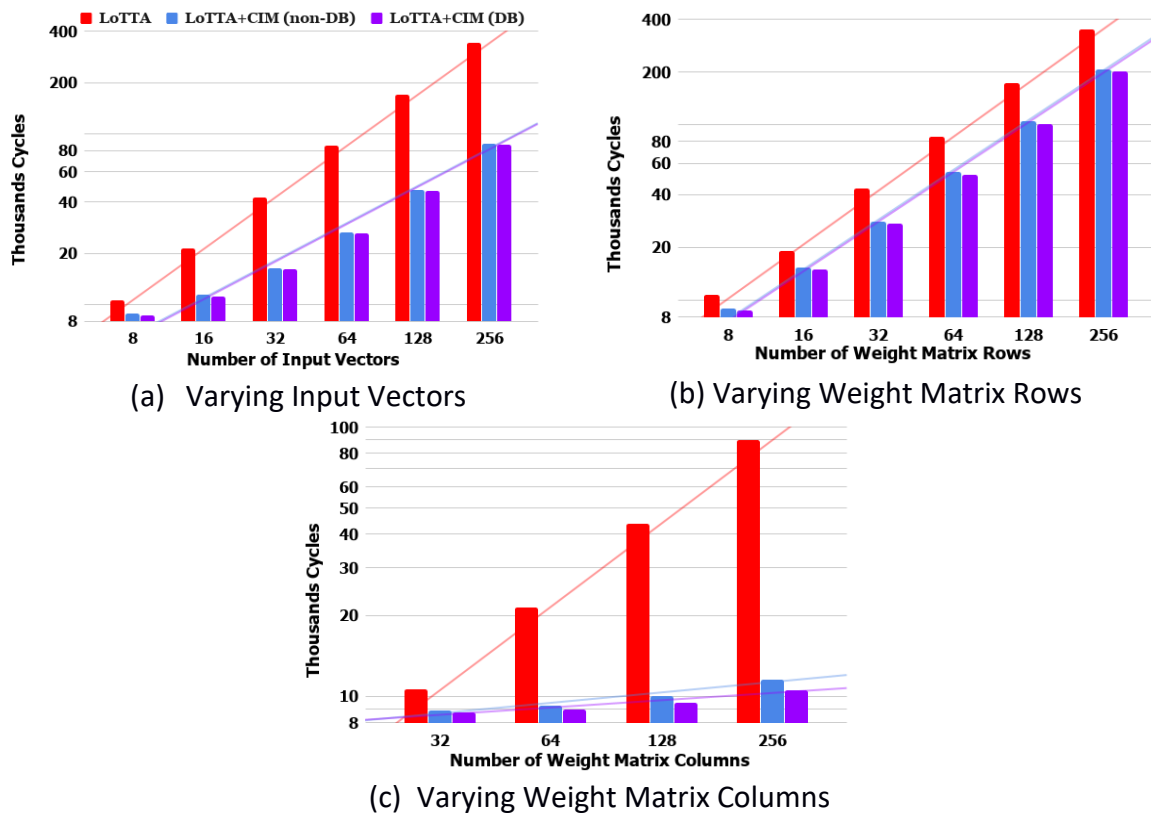 LoTTA LoTTA+CIM (non-DB) LoTTA+CIM (DB)
Thousands Cycles
400
200
80
60
40
20
8
8 16 32 64 128 256
Number of Input Vectors
(a) Varying Input Vectors
Thousands Cycles
400
200
80
60
40
20
8
8 16 32 64 128 256
Number of Weight Matrix Rows
(b) Varying Weight Matrix Rows
Thousands Cycles
100
80
60
50
40
30
20
10
8
32 64 128 256
Number of Weight Matrix Columns
(c) Varying Weight Matrix Columns